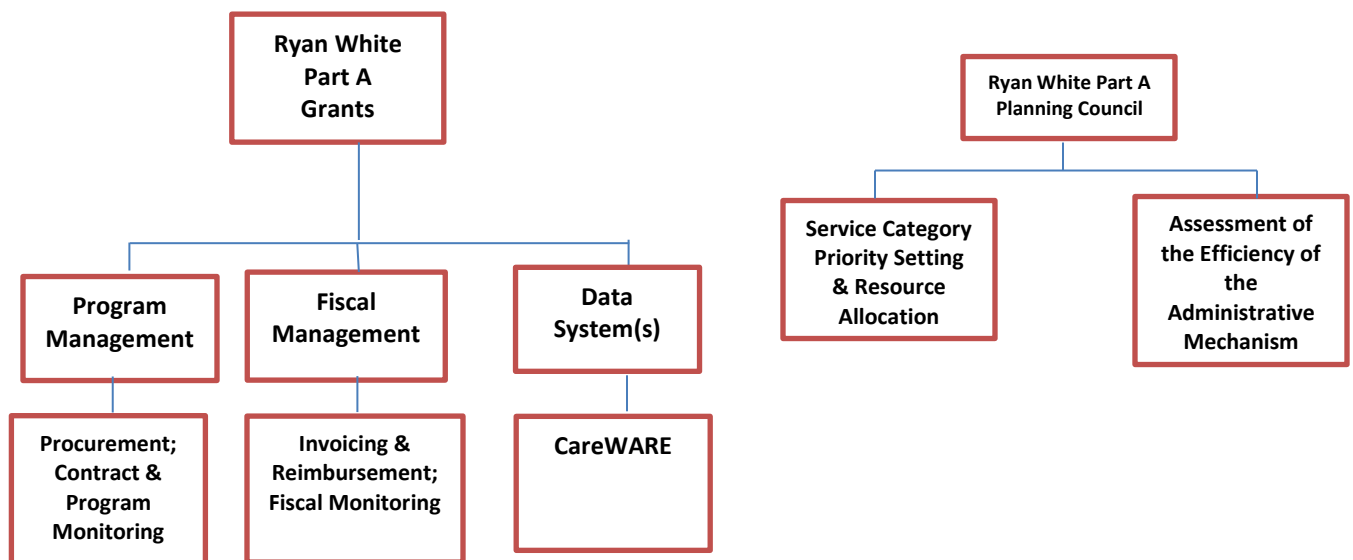 Ryan White
Part A
Grants
Program
Management
Fiscal
Management
Data
System(s)
Procurement;
Contract &
Program
Monitoring
Invoicing &
Reimbursement;
Fiscal Monitoring
CareWARE
Ryan White Part A
Planning Council
Service Category
Priority Setting
& Resource
Allocation
Assessment of
the Efficiency of
the
Administrative
Mechanism